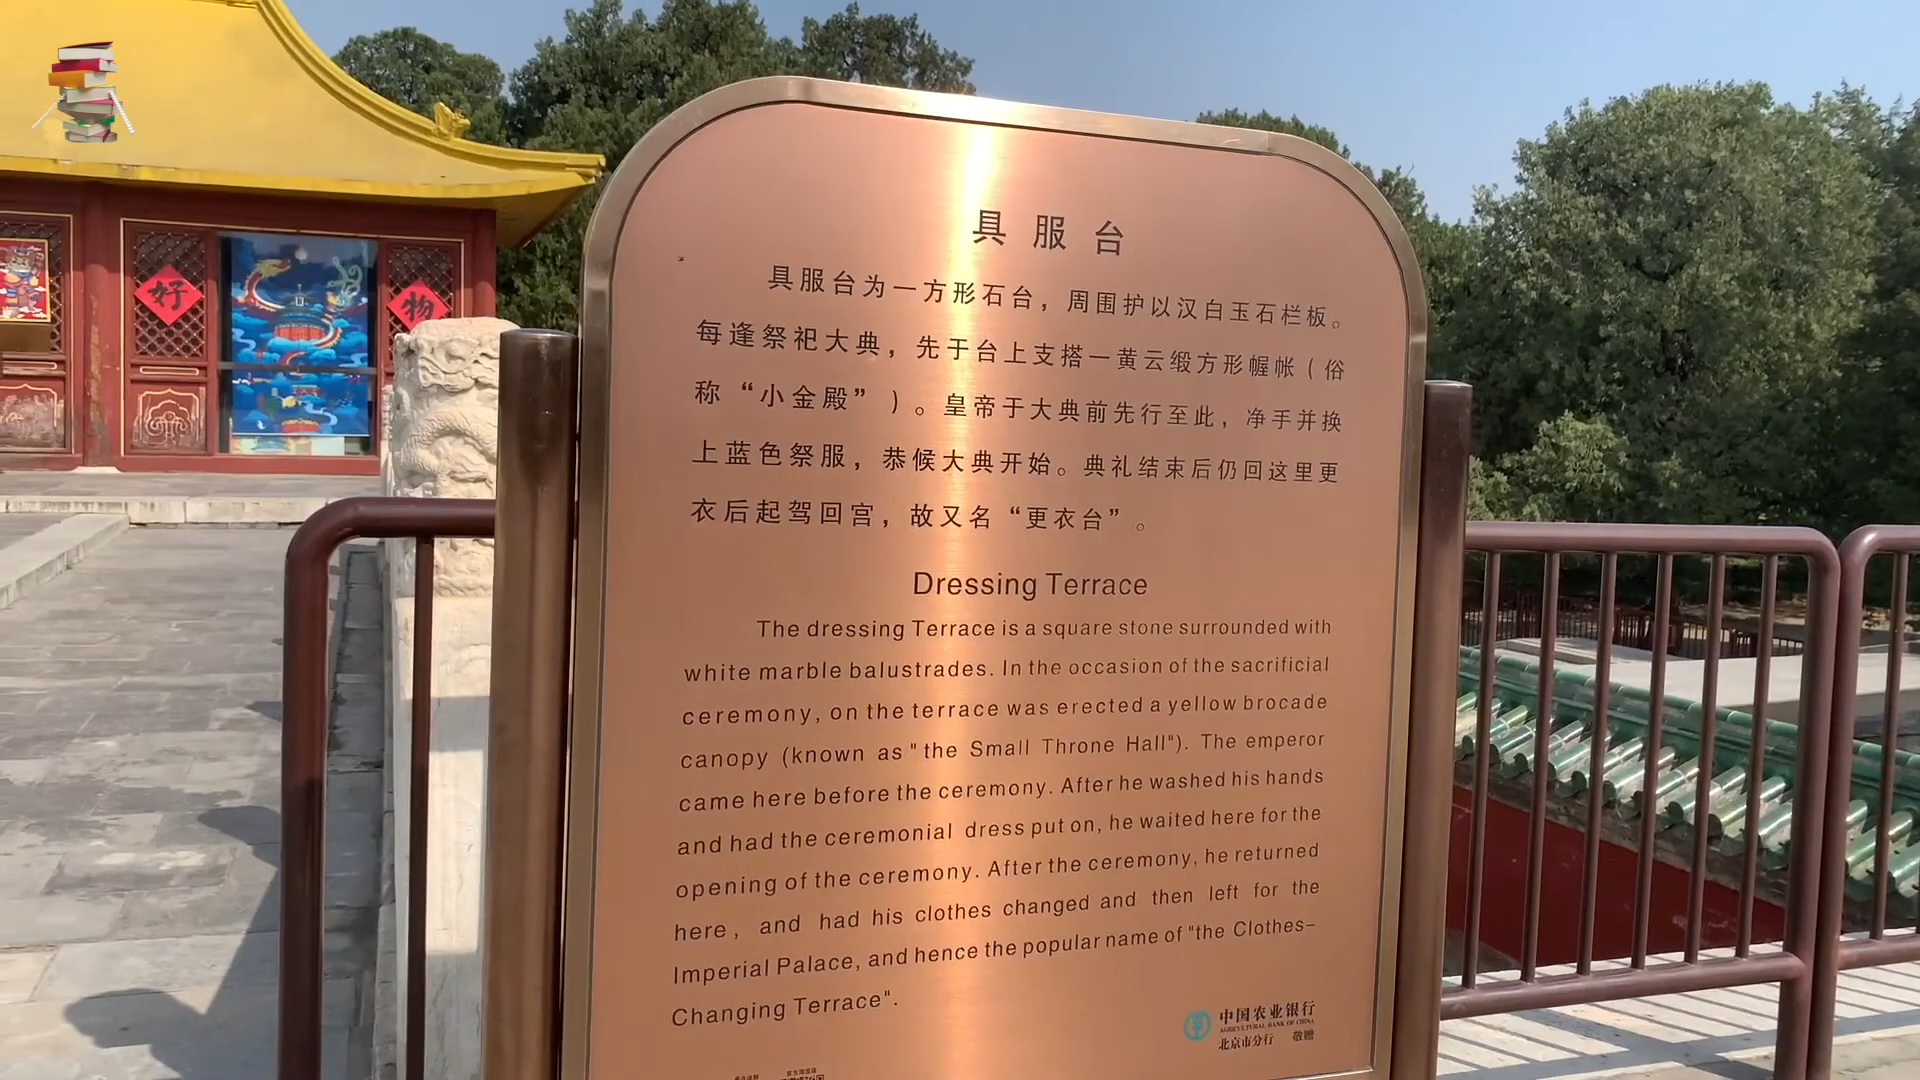 好
物
具服台
具服台为一方形石台，周围护以汉白玉石栏板。
每逢祭祀大典，先于台上支搭一黄云缎方形幄帐（俗
称“小金殿”）。皇帝于大典前先行至此，净手并换
上蓝色祭服，恭候大典开始。典礼结束后仍回这里更
衣后起驾回宫，故又名“更衣台”。
Dressing Terrace
The dressing Terrace is a square stone surrounded with
white marble balustrades. In the occasion of the sacrificial
ceremony, on the terrace was erected a yellow brocade
canopy (known as "the Small Throne Hall"). The emperor
came here before the ceremony. After he washed his hands
and had the ceremonial dress put on, he waited here for the
opening of the ceremony. After the ceremony, he returned
here, and had his clothes changed and then left for the
Imperial Palace, and hence the popular name of "the Clothes–
Changing Terrace".
中国农业银行
AGRICULTURAL BANK OF CHINA
北京市分行 敬赠